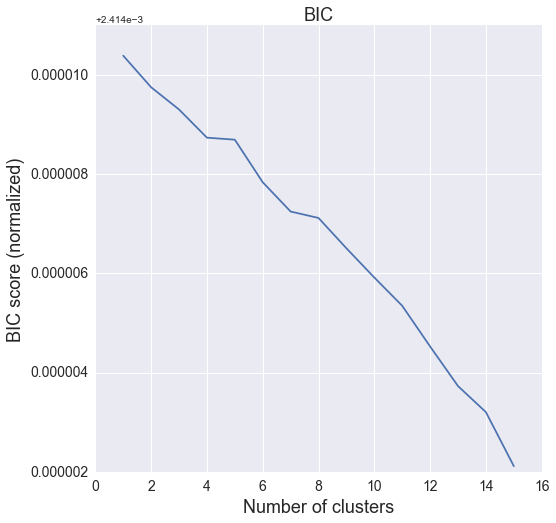 BIC
+2.414e−3
0.000010
0.000008
0.000006
0.000004
0.000002
BIC score (normalized)
0 2 4 6 8 10 12 14 16
Number of clusters